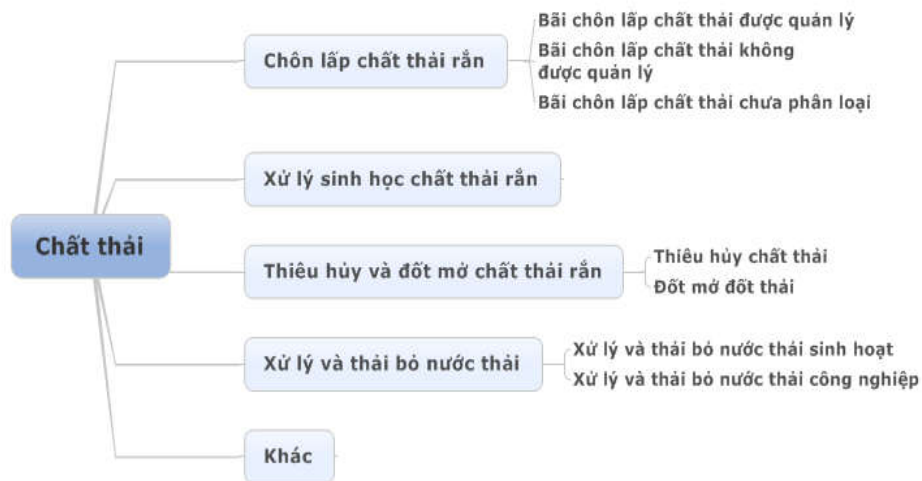 Chất thải
Chôn lấp chất thải rắn
Bãi chôn lấp chất thải được quản lý
Bãi chôn lấp chất thải không
được quản lý
Bãi chôn lấp chất thải chưa phân loại
Xử lý sinh học chất thải rắn
Thiêu hủy và đốt mở chất thải rắn
Thiêu hủy chất thải
Đốt mở đốt thải
Xử lý và thải bỏ nước thải
Xử lý và thải bỏ nước thải sinh hoạt
Xử lý và thải bỏ nước thải công nghiệp
Khác